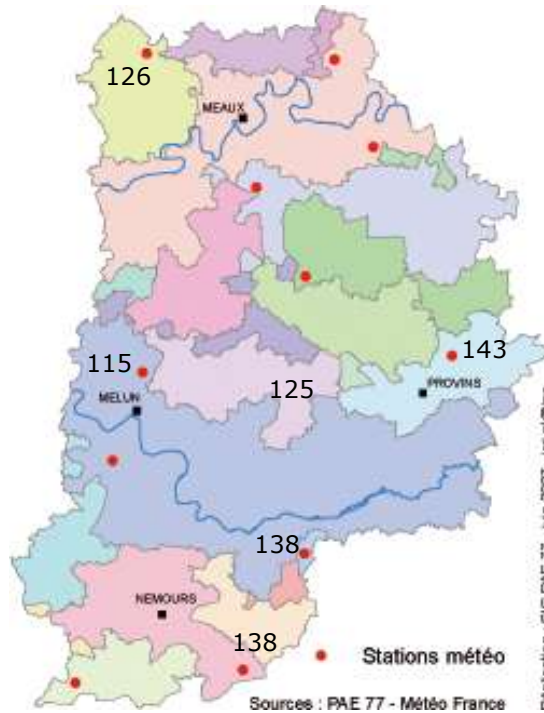 126
MEAUX
115
143
MELUN
125
PROVINS
138
NEMOURS
138
Stations météo
Sources : PAE 77 - Météo France